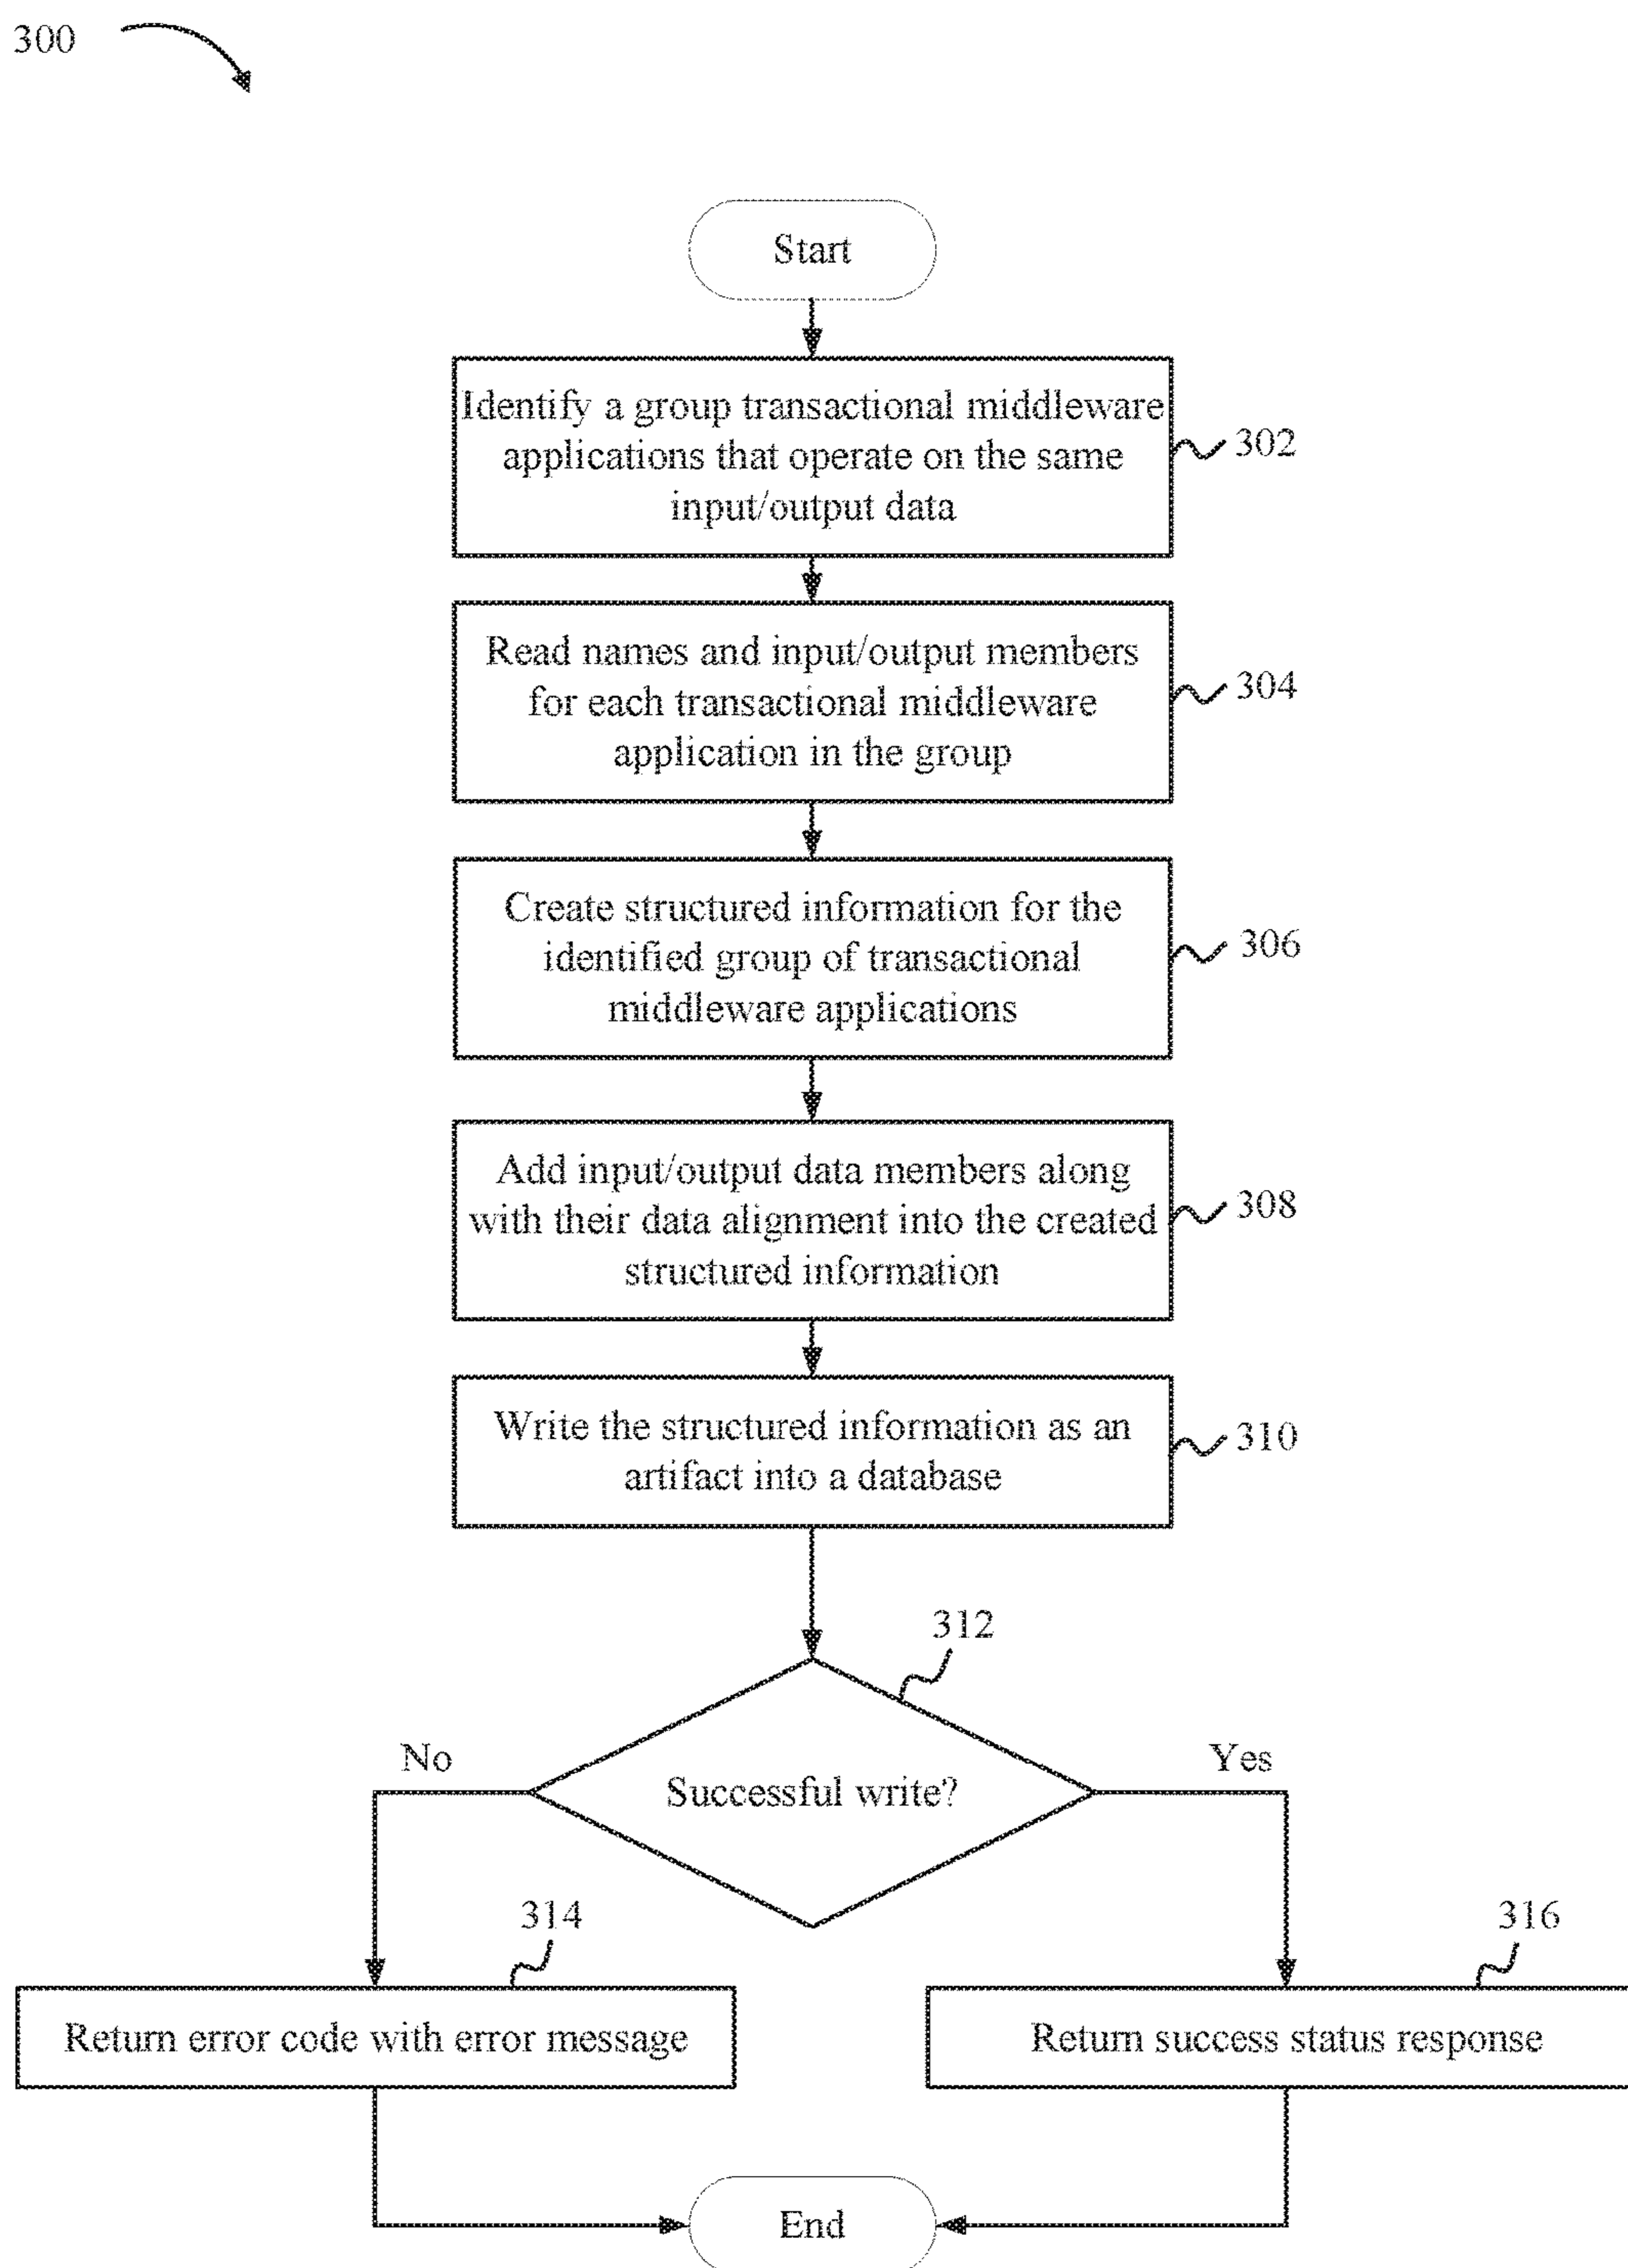 300
Start
Identify a group transactional middleware
applications that operate on the same
input/output data
302
Read names and input/output members
for each transactional middleware
application in the group
304
Create structured information for the
identified group of transactional
middleware applications
306
Add input/output data members along
with their data alignment into the created
structured information
308
Write the structured information as an
artifact into a database
310
312
No
Yes
Successful write?
314
316
Return error code with error message
Return success status response
End